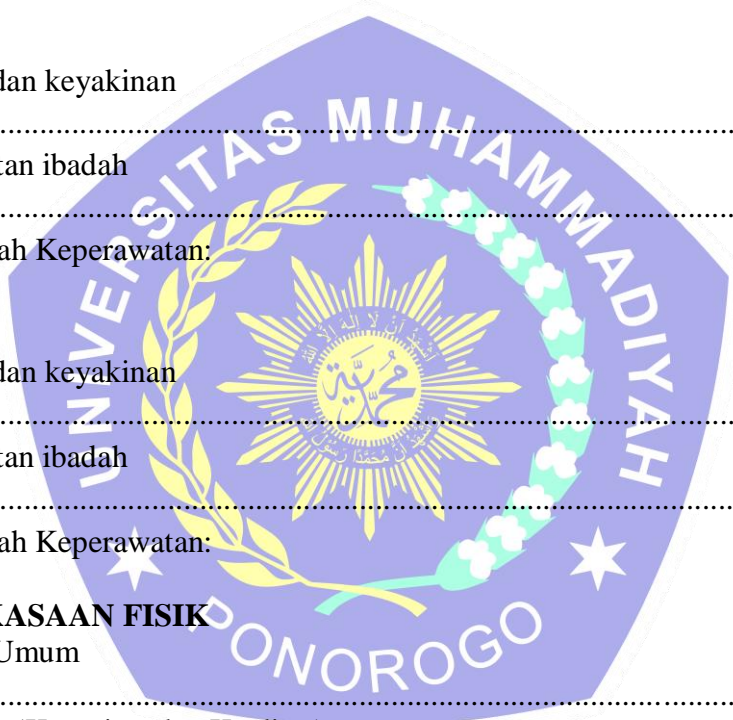 dan keyakinan
....................................................................................................
tan ibadah
....................................................................................................
ah Keperawatan:
dan keyakinan
....................................................................................................
tan ibadah
....................................................................................................
ah Keperawatan:
KASAAN FISIK
Umum
....................................................................................................
UNIVERSITAS MUHAMMADIYAH
PONOROGO